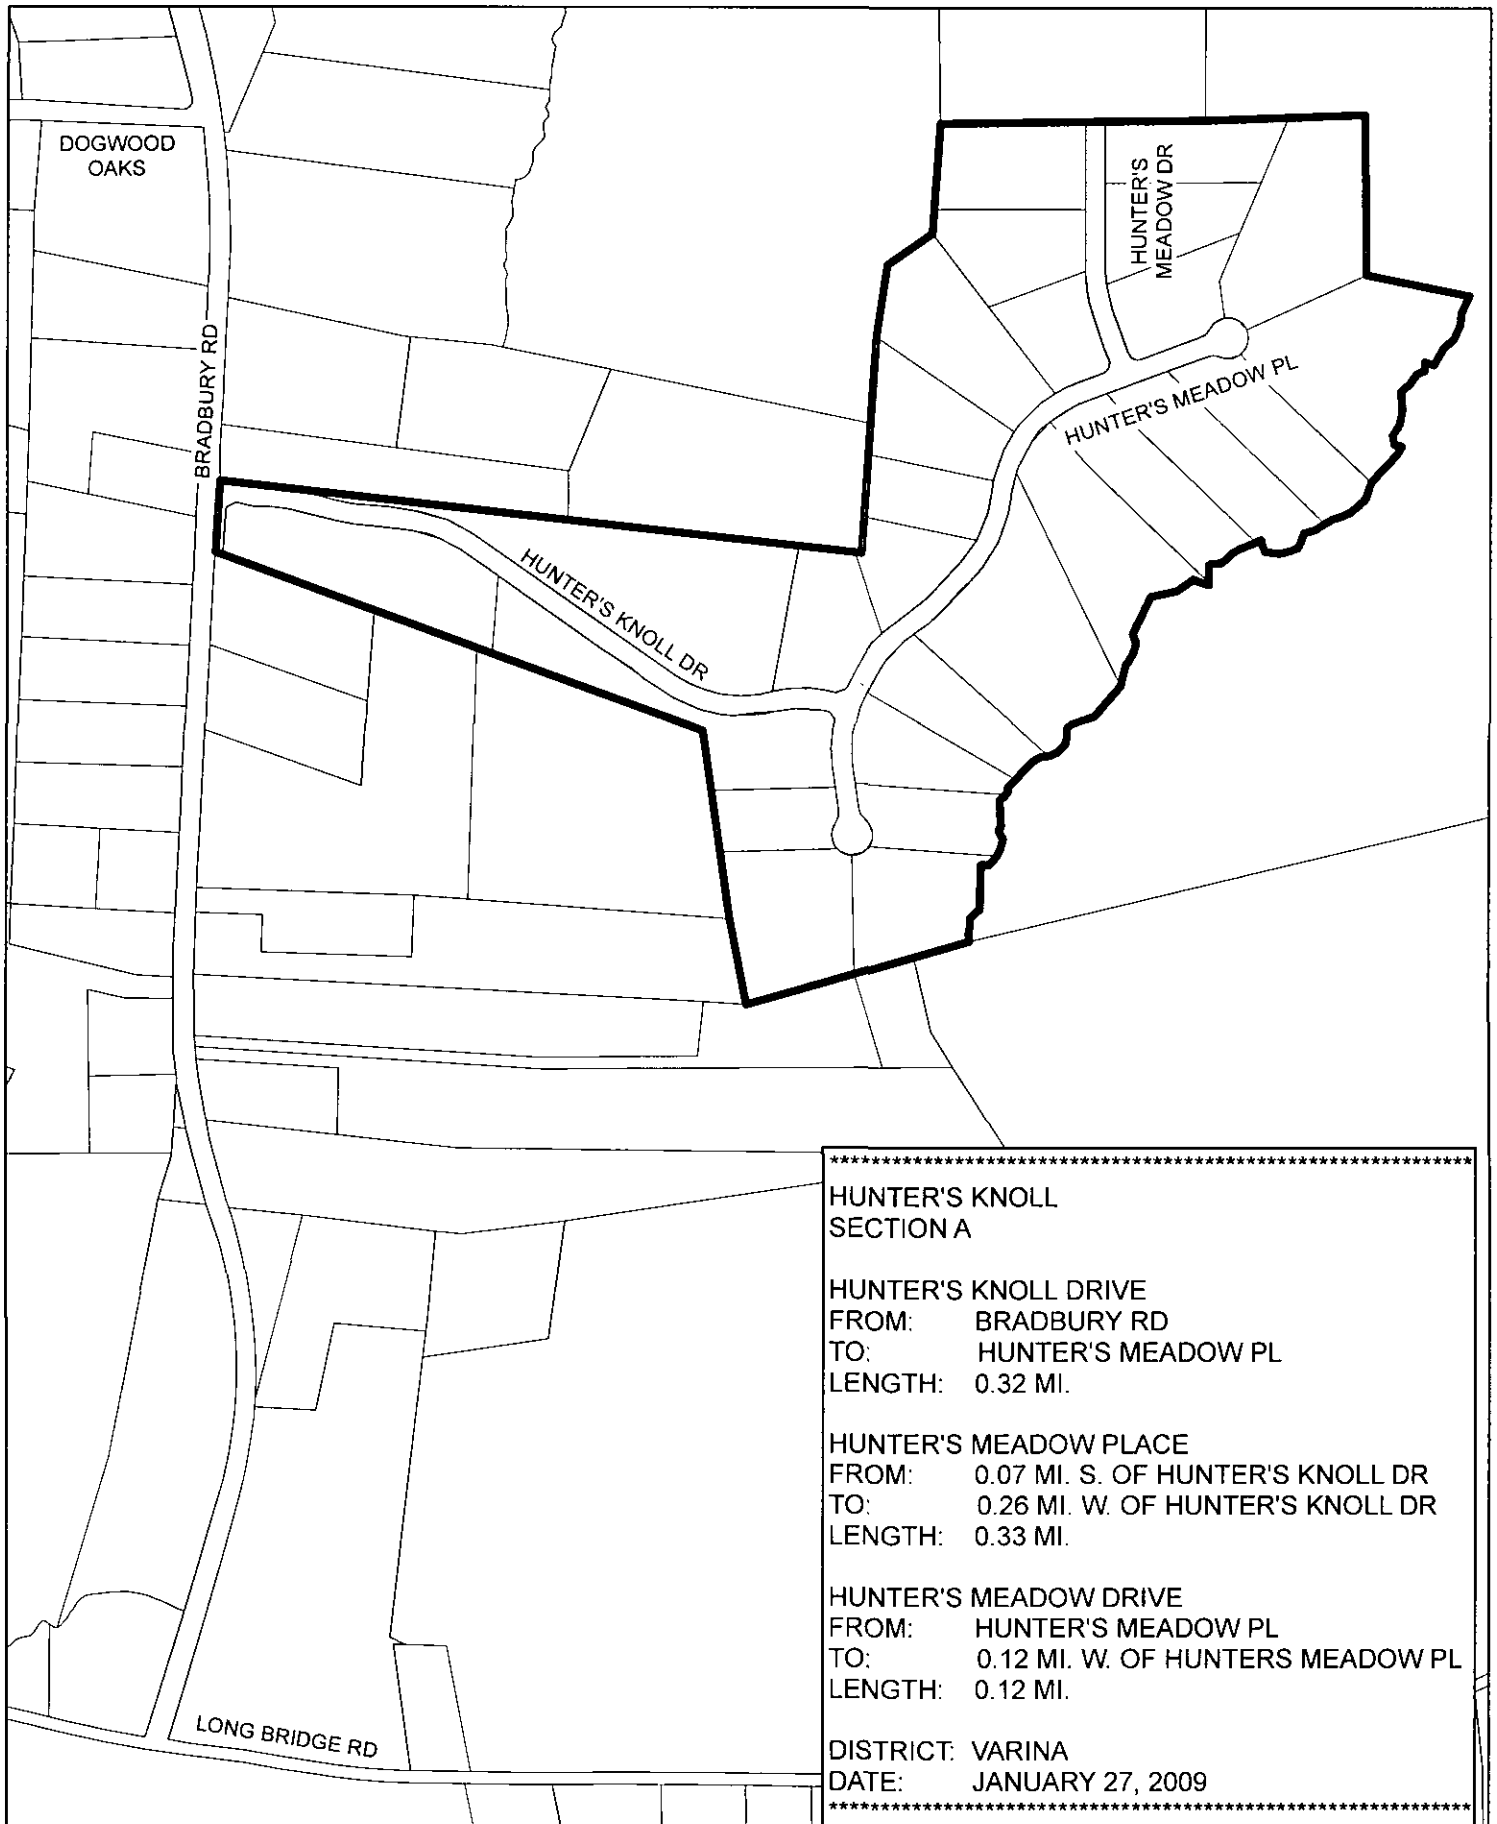 DOGWOOD
OAKS
HUNTER'S
MEADOW DR
BRADBURY RD
HUNTER'S MEADOW PL
HUNTER'S KNOLL DR
LONG BRIDGE RD
******************************************************************
HUNTER'S KNOLL
SECTION A
HUNTER'S KNOLL DRIVE
FROM: BRADBURY RD
TO: HUNTER'S MEADOW PL
LENGTH: 0.32 MI.
HUNTER'S MEADOW PLACE
FROM: 0.07 MI. S. OF HUNTER'S KNOLL DR
TO: 0.26 MI. W. OF HUNTER'S KNOLL DR
LENGTH: 0.33 MI.
HUNTER'S MEADOW DRIVE
FROM: HUNTER'S MEADOW PL
TO: 0.12 MI. W. OF HUNTERS MEADOW PL
LENGTH: 0.12 MI.
DISTRICT: VARINA
DATE: JANUARY 27, 2009
******************************************************************